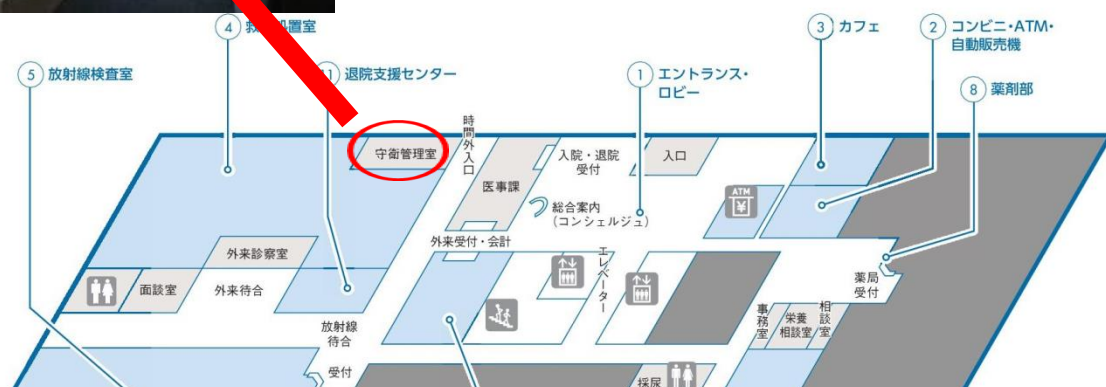 4 救 処置室
3 カフェ
2 コンビニ・ATM・
自動販売機
5 放射線検査室
退院支援センター
1 エントランス・
ロビー
8 薬剤部
時間外入口
守衛管理室
入院・退院
受付
入口
医事課
ATM
¥
総合案内
(コンシェルジュ)
外来受付・会計
外来診察室
エレベーター
面談室
外来待合
薬局
受付
放射線
待合
事務室
栄養
相談室
相談室
受付
採尿